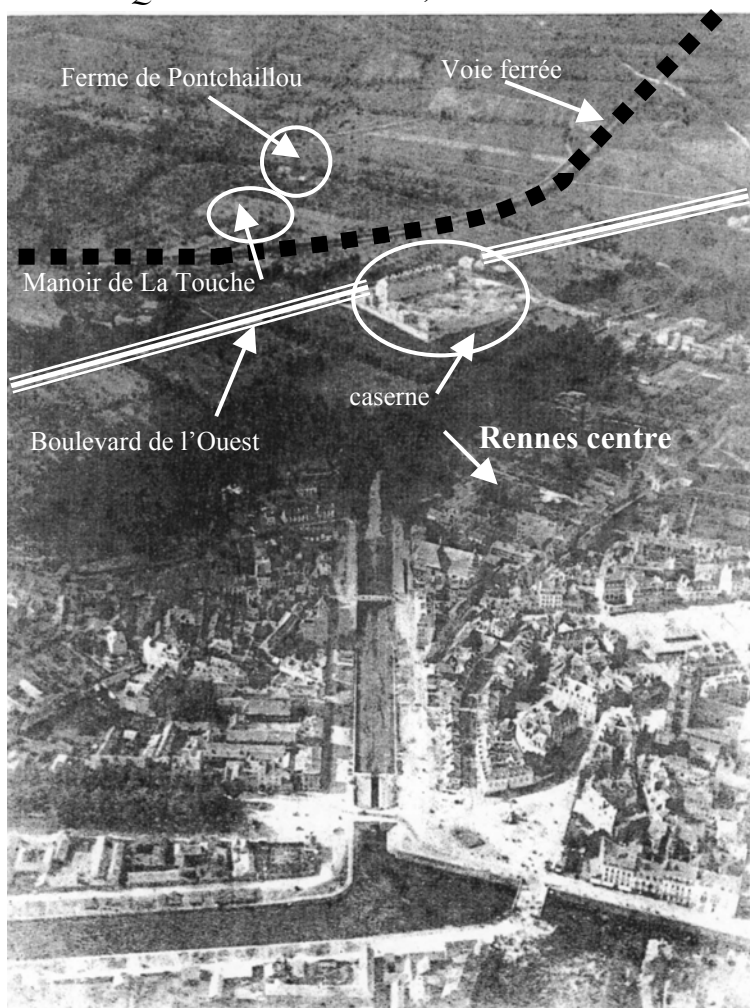 Ferme de Pontchaillou
Voie ferrée
Manoir de La Touche
caserne
Boulevard de l'Ouest
Rennes centre